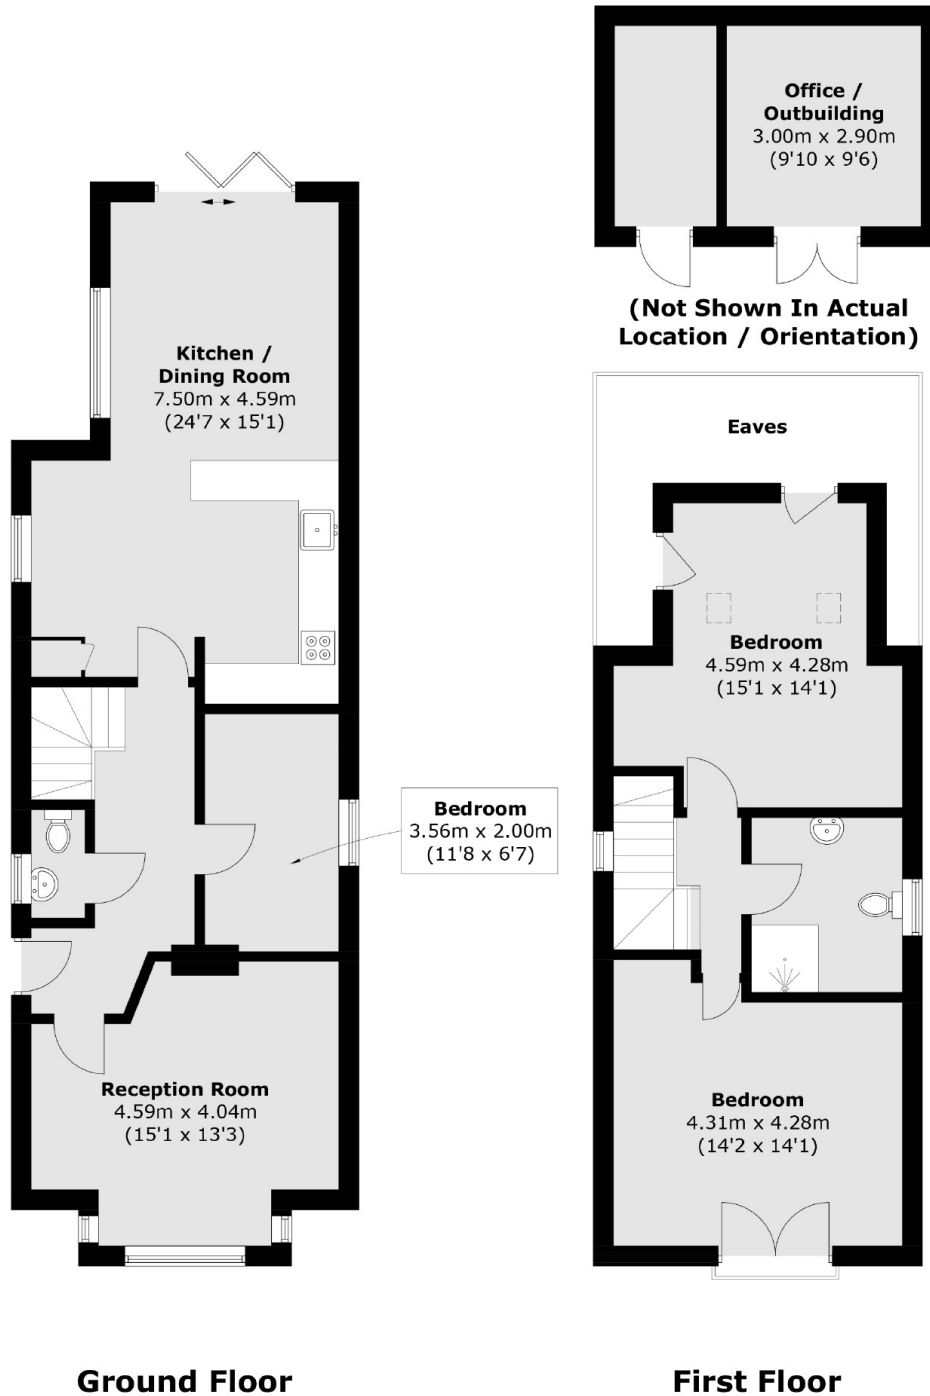 Office /
Outbuilding
3.00m x 2.90m
(9'10 x 9'6)
(Not Shown In Actual
Location / Orientation)
Kitchen /
Dining Room
7.50m x 4.59m
(24'7 x 15'1)
Eaves
Bedroom
4.59m x 4.28m
(15'1 x 14'1)
Bedroom
3.56m x 2.00m
(11'8 x 6'7)
Reception Room
4.59m x 4.04m
(15'1 x 13'3)
Bedroom
4.31m x 4.28m
(14'2 x 14'1)
Ground Floor
First Floor